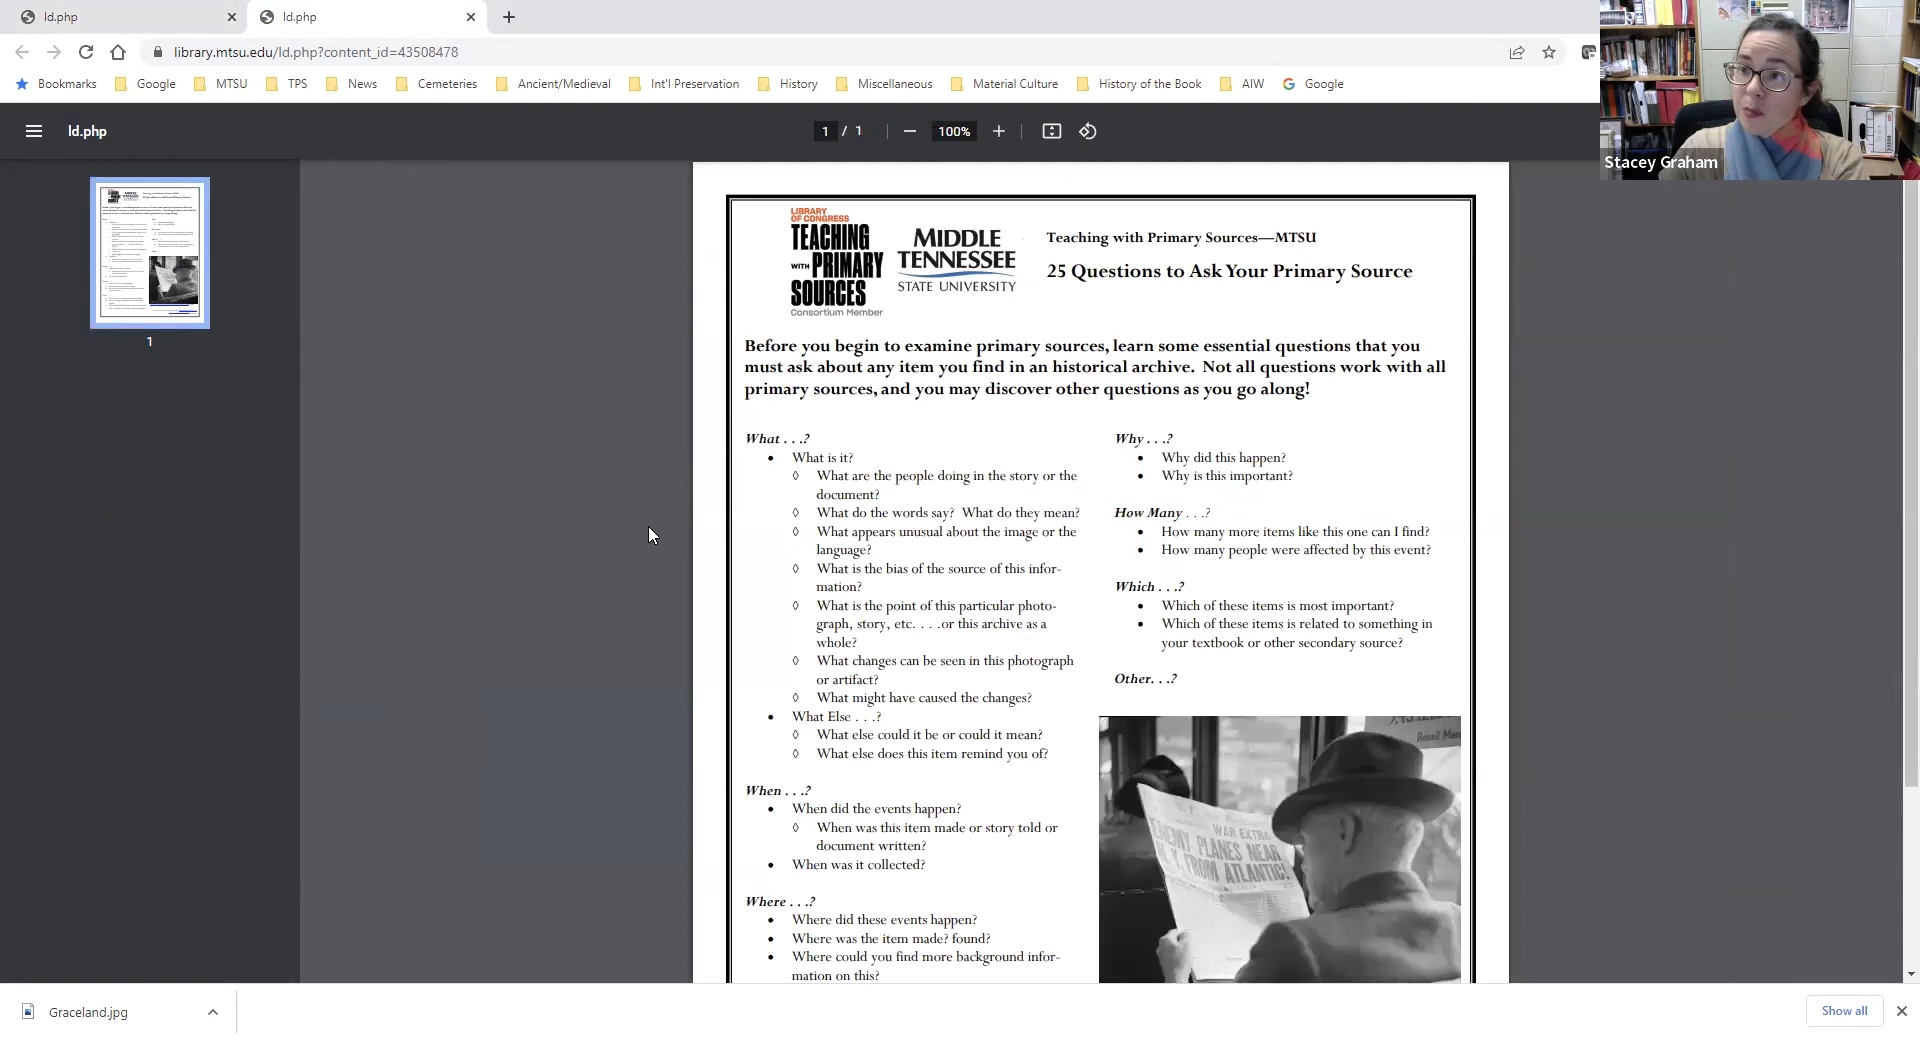 ld.php
ld.php
library.mtsu.edu/ld.php?content_id=43508478
Bookmarks Google MTSU TPS News Cemeteries Ancient/Medieval Int'l Preservation History Miscellaneous Material Culture History of the Book AIW Google
ld.php
1 / 1
100%
Stacey Graham
1
LIBRARY
OF CONGRESS
TEACHING
WITH PRIMARY
SOURCES
Consortium Member
MIDDLE
TENNESSEE
STATE UNIVERSITY
Teaching with Primary Sources—MTSU
25 Questions to Ask Your Primary Source
Before you begin to examine primary sources, learn some essential questions that you
must ask about any item you find in an historical archive. Not all questions work with all
primary sources, and you may discover other questions as you go along!
What . . .?
• What is it?
◊ What are the people doing in the story or the
document?
◊ What do the words say? What do they mean?
◊ What appears unusual about the image or the
language?
◊ What is the bias of the source of this infor-
mation?
◊ What is the point of this particular photo-
graph, story, etc. . . .or this archive as a
whole?
◊ What changes can be seen in this photograph
or artifact?
◊ What might have caused the changes?
• What Else . . .?
◊ What else could it be or could it mean?
◊ What else does this item remind you of?
When . . .?
• When did the events happen?
◊ When was this item made or story told or
document written?
• When was it collected?
Where . . .?
• Where did these events happen?
• Where was the item made? found?
• Where could you find more background infor-
mation on this?
Why . . .?
• Why did this happen?
• Why is this important?
How Many . . .?
• How many more items like this one can I find?
• How many people were affected by this event?
Which . . .?
• Which of these items is most important?
• Which of these items is related to something in
your textbook or other secondary source?
Other. . .?
WAR EXTRA
ENEMY PLANES NEAR
FROM ATLANTIC!
Graceland.jpg
Show all